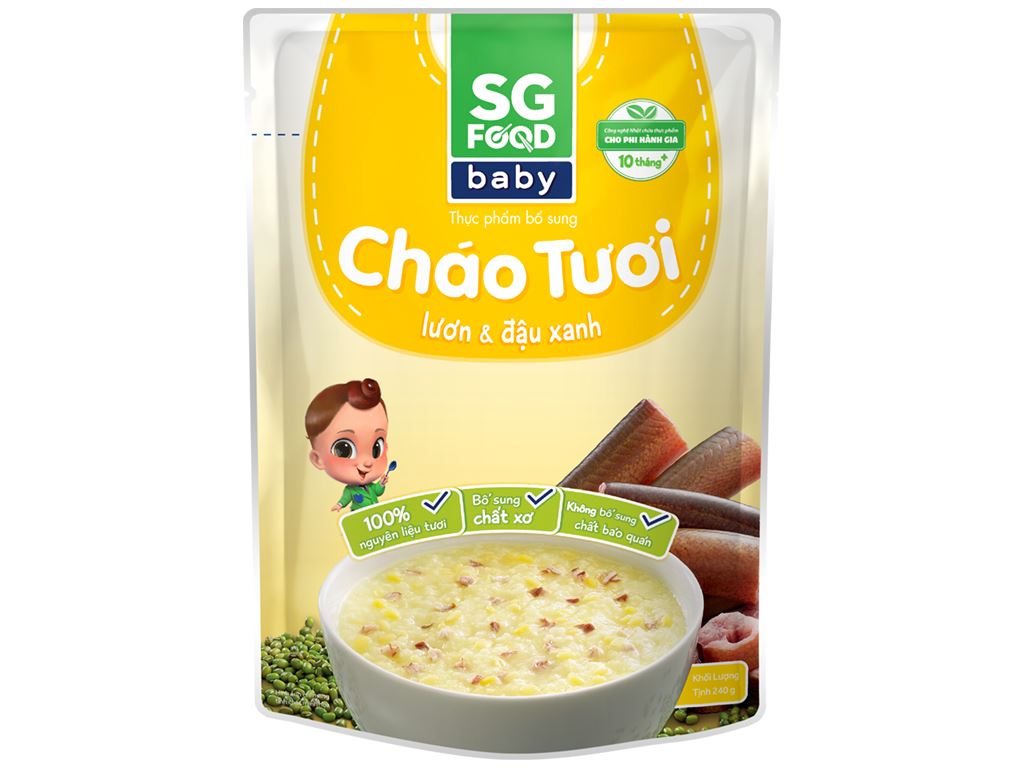 SG
FOOD
baby
Công nghệ Nhật chứa thực phẩm
CHO PHI HÀNH GIA
10 tháng+
Thực phẩm bổ sung
Cháo Tươi
lươn & đậu xanh
100%
nguyên liệu tươi
Bổ sung
chất xơ
Không bổ sung
chất bảo quản
Khối Lượng
Tịnh 240 g